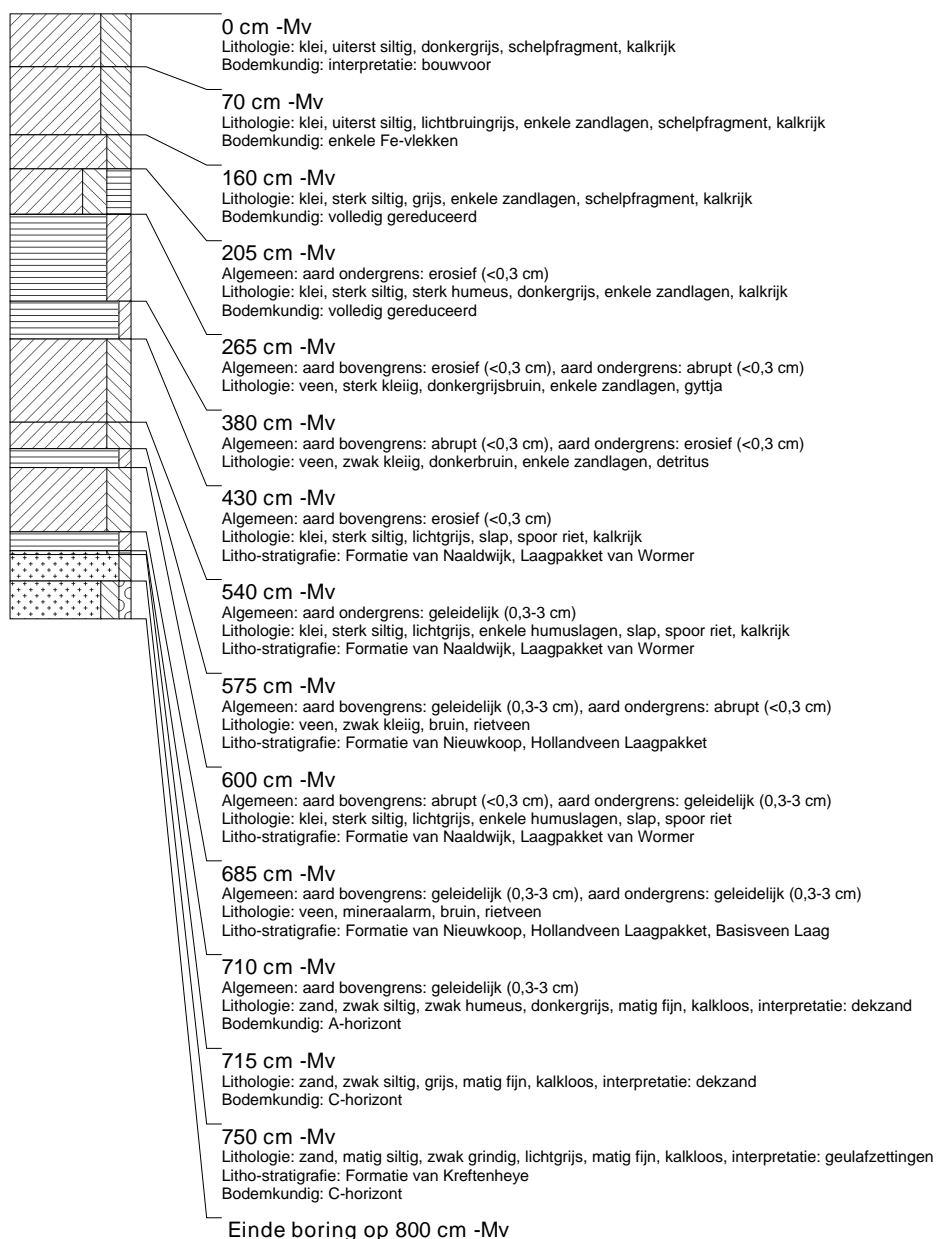 0 cm -Mv
Lithologie: klei, uiterst siltig, donkergrijs, schelpfragment, kalkrijk
Bodemkundig: interpretatie: bouwvoor
70 cm -Mv
Lithologie: klei, uiterst siltig, lichtbruingrijs, enkele zandlagen, schelpfragment, kalkrijk
Bodemkundig: enkele Fe-vlekken
160 cm -Mv
Lithologie: klei, sterk siltig, grijs, enkele zandlagen, schelpfragment, kalkrijk
Bodemkundig: volledig gereduceerd
205 cm -Mv
Algemeen: aard ondergrens: erosief (<0,3 cm)
Lithologie: klei, sterk siltig, sterk humeus, donkergrijs, enkele zandlagen, kalkrijk
Bodemkundig: volledig gereduceerd
265 cm -Mv
Algemeen: aard bovengrens: erosief (<0,3 cm), aard ondergrens: abrupt (<0,3 cm)
Lithologie: veen, sterk kleiig, donkergrijsbruin, enkele zandlagen, gyttja
380 cm -Mv
Algemeen: aard bovengrens: abrupt (<0,3 cm), aard ondergrens: erosief (<0,3 cm)
Lithologie: veen, zwak kleiig, donkerbruin, enkele zandlagen, detritus
430 cm -Mv
Algemeen: aard bovengrens: erosief (<0,3 cm)
Lithologie: klei, sterk siltig, lichtgrijs, slap, spoor riet, kalkrijk
Litho-stratigrafie: Formatie van Naaldwijk, Laagpakket van Wormer
540 cm -Mv
Algemeen: aard ondergrens: geleidelijk (0,3-3 cm)
Lithologie: klei, sterk siltig, lichtgrijs, enkele humuslagen, slap, spoor riet, kalkrijk
Litho-stratigrafie: Formatie van Naaldwijk, Laagpakket van Wormer
575 cm -Mv
Algemeen: aard bovengrens: geleidelijk (0,3-3 cm), aard ondergrens: abrupt (<0,3 cm)
Lithologie: veen, zwak kleiig, bruin, rietveen
Litho-stratigrafie: Formatie van Nieuwkoop, Hollandveen Laagpakket
600 cm -Mv
Algemeen: aard bovengrens: abrupt (<0,3 cm), aard ondergrens: geleidelijk (0,3-3 cm)
Lithologie: klei, sterk siltig, lichtgrijs, enkele humuslagen, slap, spoor riet
Litho-stratigrafie: Formatie van Naaldwijk, Laagpakket van Wormer
685 cm -Mv
Algemeen: aard bovengrens: geleidelijk (0,3-3 cm), aard ondergrens: geleidelijk (0,3-3 cm)
Lithologie: veen, mineraalarm, bruin, rietveen
Litho-stratigrafie: Formatie van Nieuwkoop, Hollandveen Laagpakket, Basisveen Laag
710 cm -Mv
Algemeen: aard bovengrens: geleidelijk (0,3-3 cm)
Lithologie: zand, zwak siltig, zwak humeus, donkergrijs, matig fijn, kalkloos, interpretatie: dekzand
Bodemkundig: A-horizont
715 cm -Mv
Lithologie: zand, zwak siltig, grijs, matig fijn, kalkloos, interpretatie: dekzand
Bodemkundig: C-horizont
750 cm -Mv
Lithologie: zand, matig siltig, zwak grindig, lichtgrijs, matig fijn, kalkloos, interpretatie: geulafzettingen
Litho-stratigrafie: Formatie van Kreftenheye
Bodemkundig: C-horizont
Einde boring op 800 cm -Mv